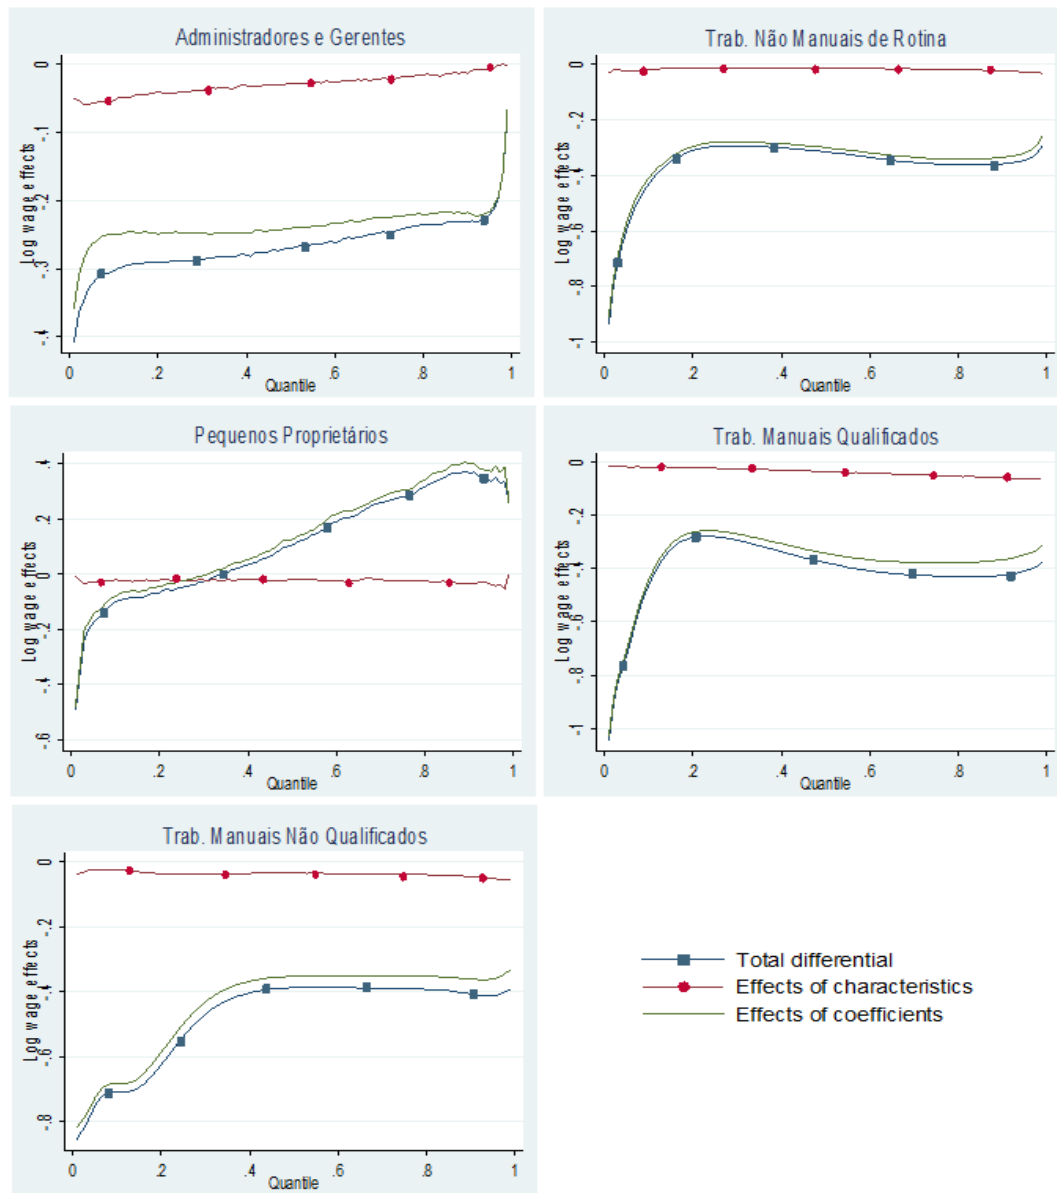 Administradores e Gerentes
Log wage effects
0
-.1
-.2
-.3
-.4
0 .2 .4 .6 .8 1
Quantile
Trab. Não Manuais de Rotina
Log wage effects
0
-.2
-.4
-.6
-.8
-1
0 .2 .4 .6 .8 1
Quantile
Pequenos Proprietários
Log wage effects
.4
.2
0
-.2
-.4
-.6
0 .2 .4 .6 .8 1
Quantile
Trab. Manuais Qualificados
Log wage effects
0
-.2
-.4
-.6
-.8
-1
0 .2 .4 .6 .8 1
Quantile
Trab. Manuais Não Qualificados
Log wage effects
0
-.2
-.4
-.6
-.8
0 .2 .4 .6 .8 1
Quantile
Total differential
Effects of characteristics
Effects of coefficients